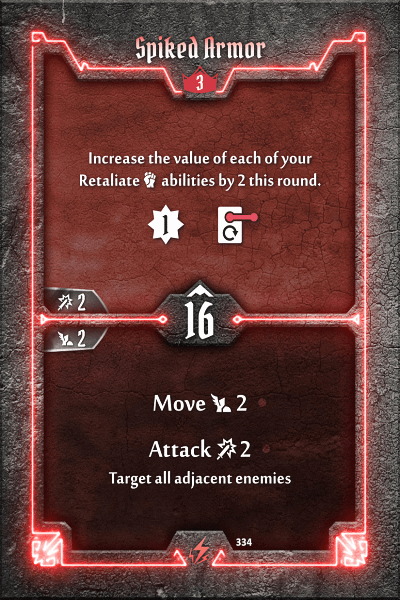 Spiked Armor
3
Increase the value of each of your
Retaliate abilities by 2 this round.
1
2
16
2
Move 2
Attack 2
Target all adjacent enemies
334